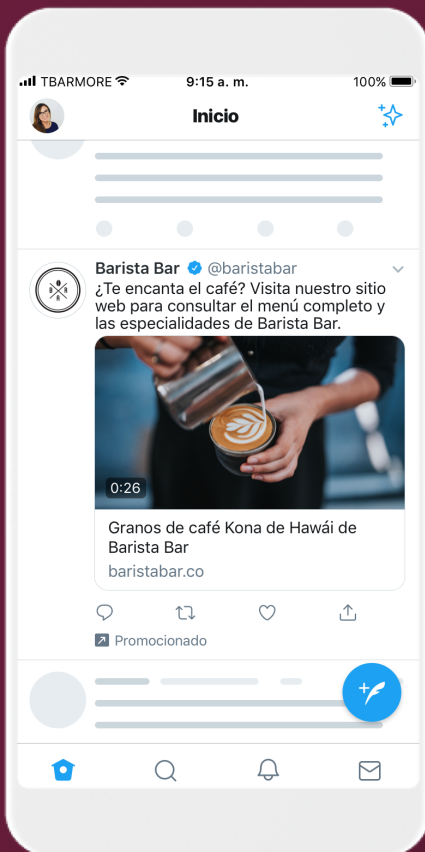 TBARMORE 9:15 a. m. 100%
Inicio
Barista Bar @baristabar
¿Te encanta el café? Visita nuestro sitio
web para consultar el menú completo y
las especialidades de Barista Bar.
B A R
A
0:26
Granos de café Kona de Hawái de
Barista Bar
baristabar.co
Promocionado